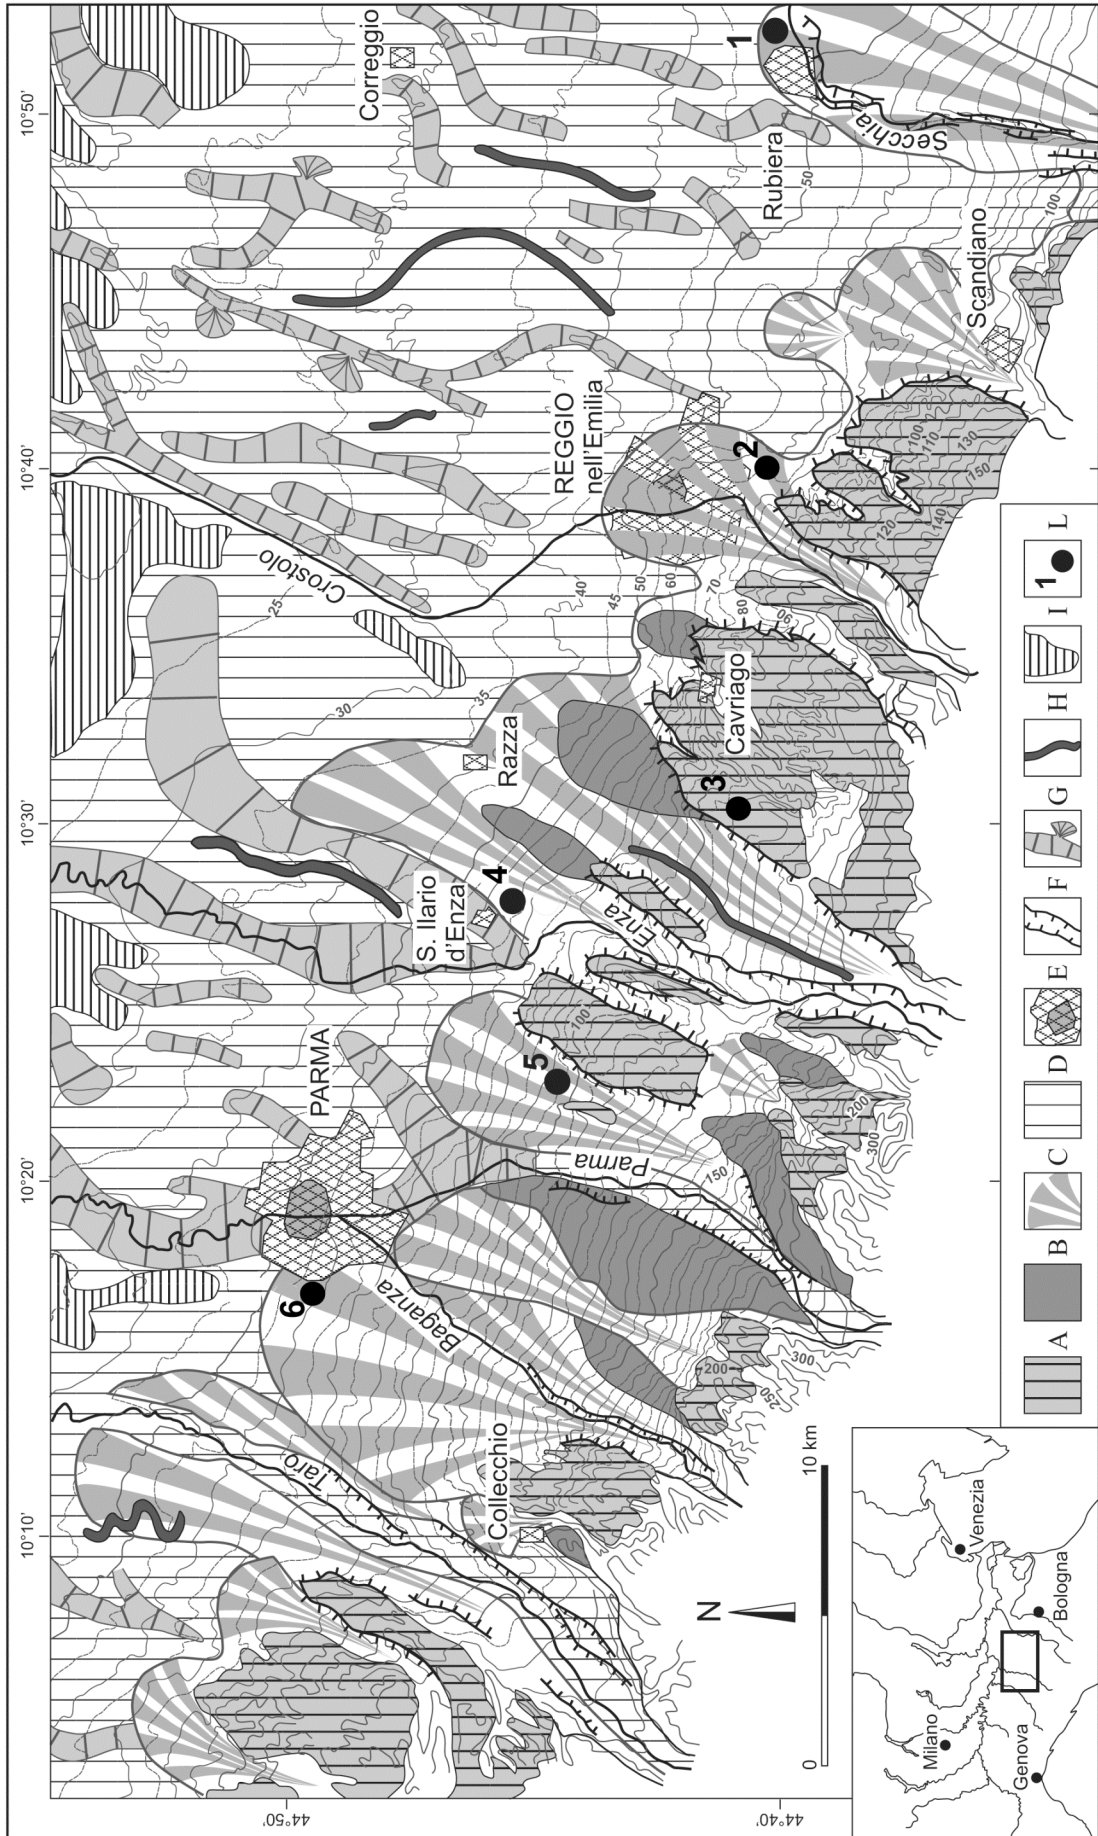 10°10'
10°20'
10°30'
10°40'
10°50'
44°50'
44°40'
Taro
Collecchio
6
Baganza
PARMA
Parma
5
S. Ilario
d'Enza
4
Enza
Razza
3
Cavriago
Crostolo
REGGIO
nell'Emilia
2
Scandiano
Rubiera
Correggio
Secchia
1
25
30
35
40
45
50
60
70
80
90
100
110
120
130
140
150
50
100
100
150
200
300
200
250
300
N
0
10 km
A
B
C
D
E
F
G
H
I
L
1
Milano
Venezia
Genova
Bologna